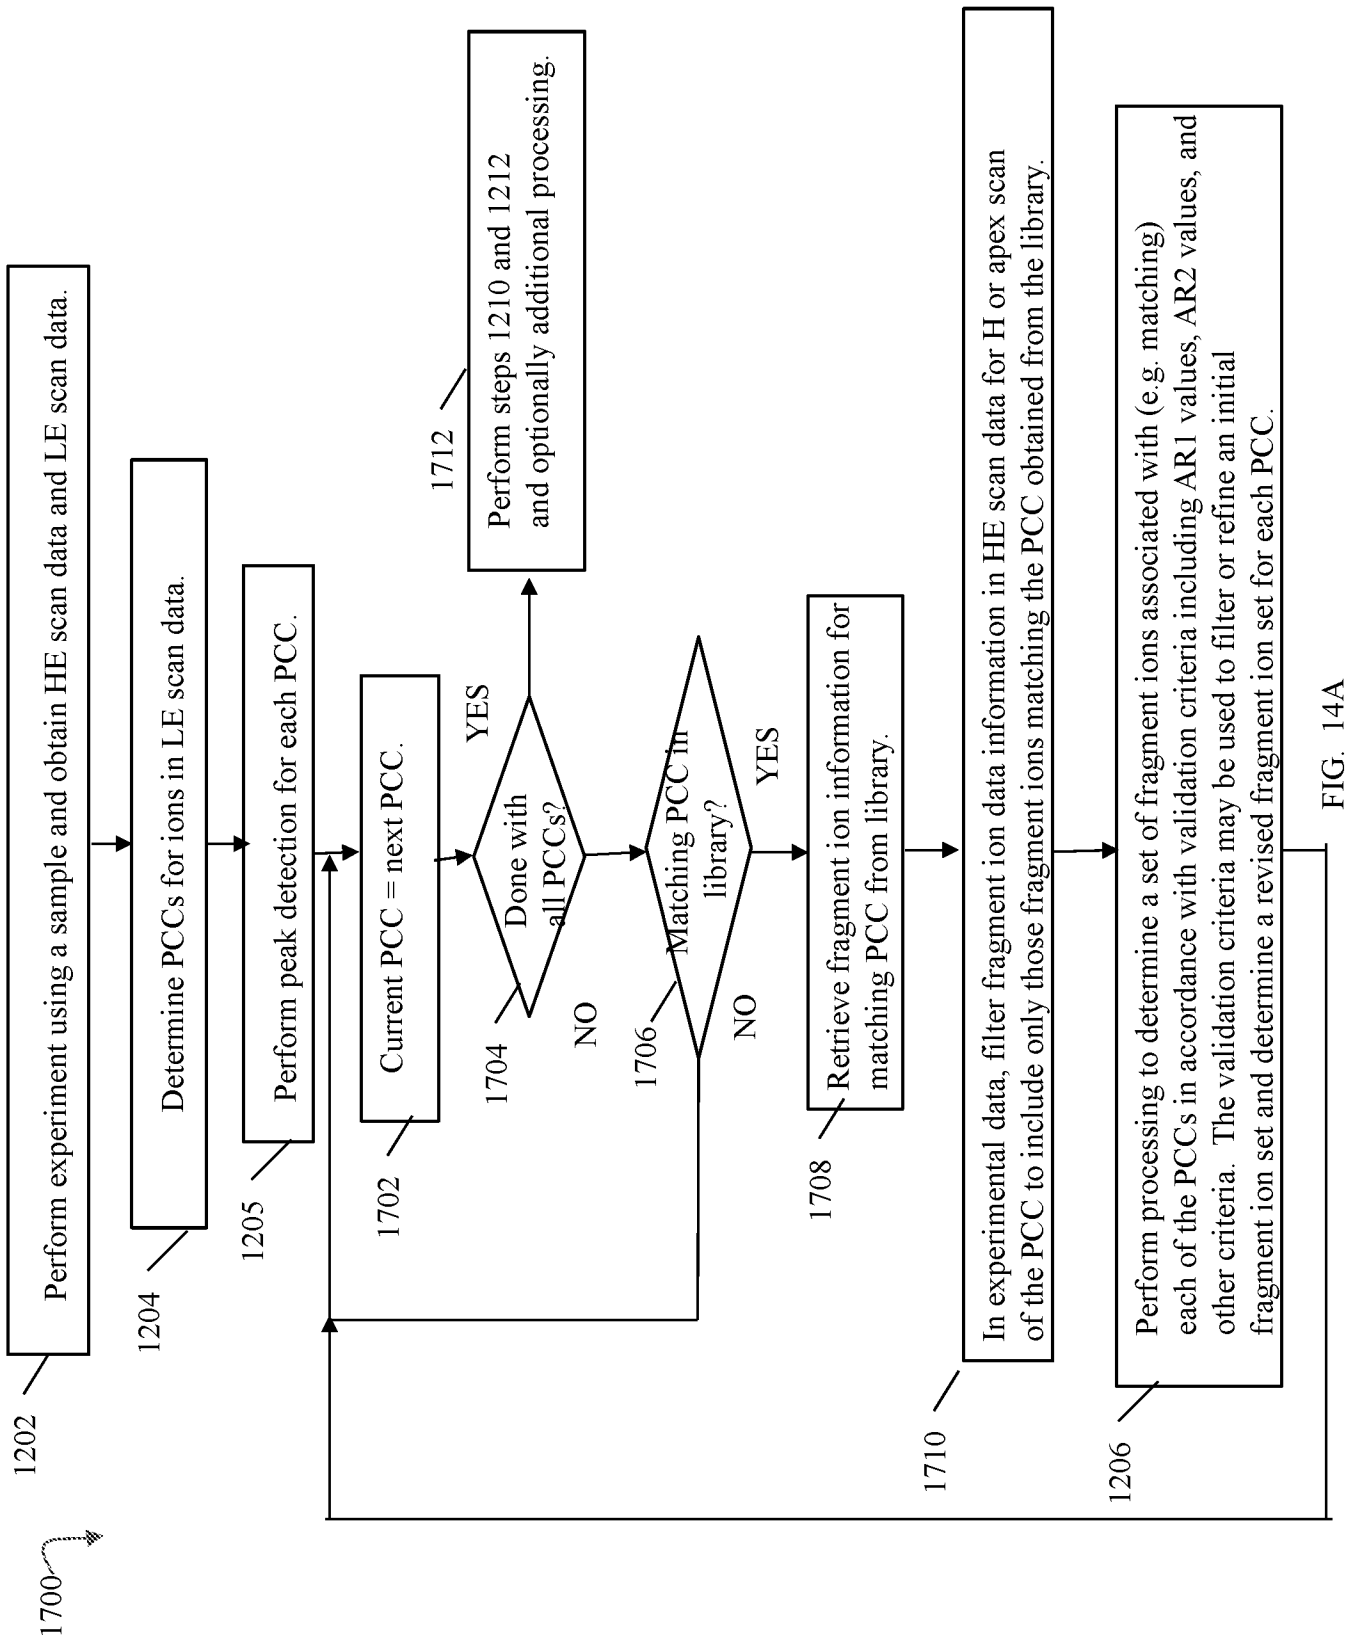 1700
1202
Perform experiment using a sample and obtain HE scan data and LE scan data.
1204
Determine PCCs for ions in LE scan data.
1205
Perform peak detection for each PCC.
1702
Current PCC = next PCC.
1704
Done with
all PCCs?
YES
NO
1712
Perform steps 1210 and 1212
and optionally additional processing.
1706
Matching PCC in
library?
NO
YES
1708
Retrieve fragment ion information for
matching PCC from library.
1710
In experimental data, filter fragment ion data information in HE scan data for H or apex scan
of the PCC to include only those fragment ions matching the PCC obtained from the library.
1206
Perform processing to determine a set of fragment ions associated with (e.g. matching)
each of the PCCs in accordance with validation criteria including AR1 values, AR2 values, and
other criteria. The validation criteria may be used to filter or refine an initial
fragment ion set and determine a revised fragment ion set for each PCC.
FIG. 14A